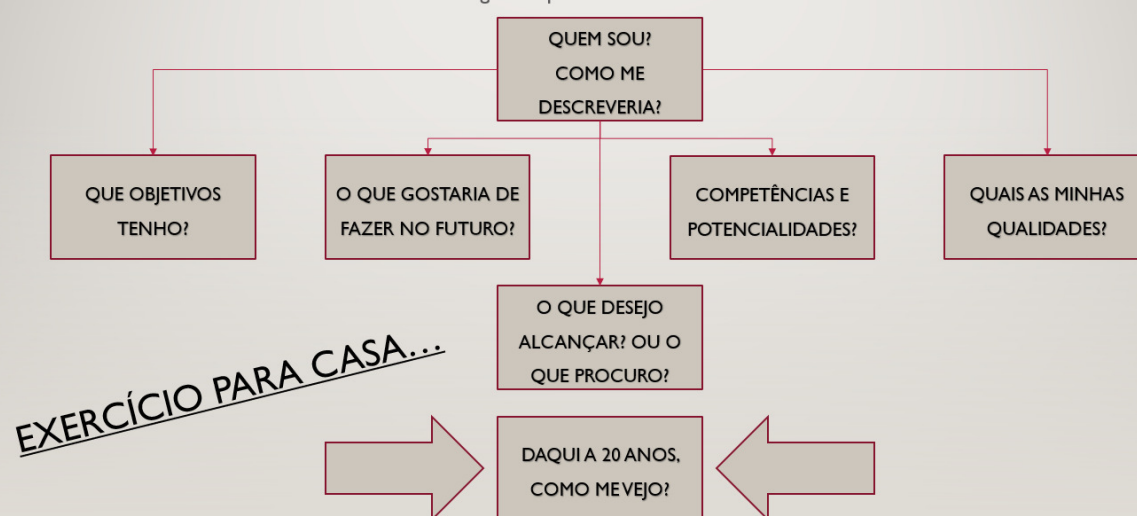 QUEM SOU?
COMO ME
DESCREVERIA?
QUE OBJETIVOS
TENHO?
O QUE GOSTARIA DE
FAZER NO FUTURO?
COMPETÊNCIAS E
POTENCIALIDADES?
QUAIS AS MINHAS
QUALIDADES?
O QUE DESEJO
ALCANÇAR? OU O
QUE PROCURO?
EXERCÍCIO PARA CASA...
DAQUI A 20 ANOS,
COMO ME VEJO?